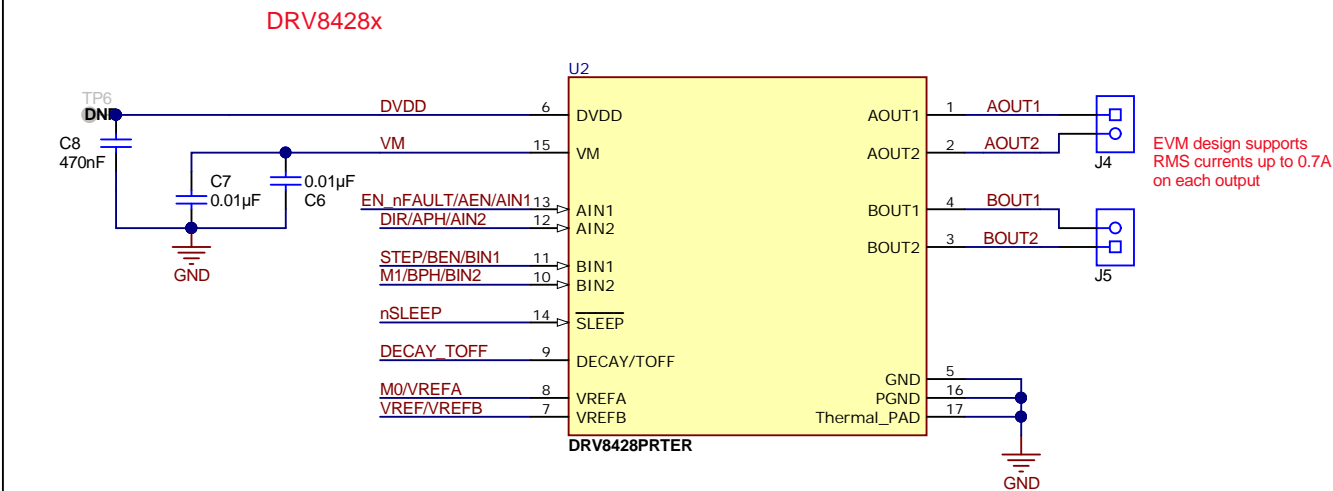 DRV8428x
U2
TP6
DNP
C8
470nF
C7
0.01µF
0.01µF
C6
GND
DVDD
VM
EN_nFAULT/AEN/AIN1
DIR/APH/AIN2
STEP/BEN/BIN1
M1/BPH/BIN2
nSLEEP
DECAY_TOFF
M0/VREFA
VREF/VREFB
6
15
13
12
11
10
14
9
8
7
DVDD
VM
AIN1
AIN2
BIN1
BIN2
SLEEP
DECAY/TOFF
VREFA
VREFB
DRV8428PRTER
AOUT1
AOUT2
BOUT1
BOUT2
GND
PGND
Thermal_PAD
1
2
4
3
5
16
17
AOUT1
AOUT2
BOUT1
BOUT2
J4
J5
EVM design supports
RMS currents up to 0.7A
on each output
GND